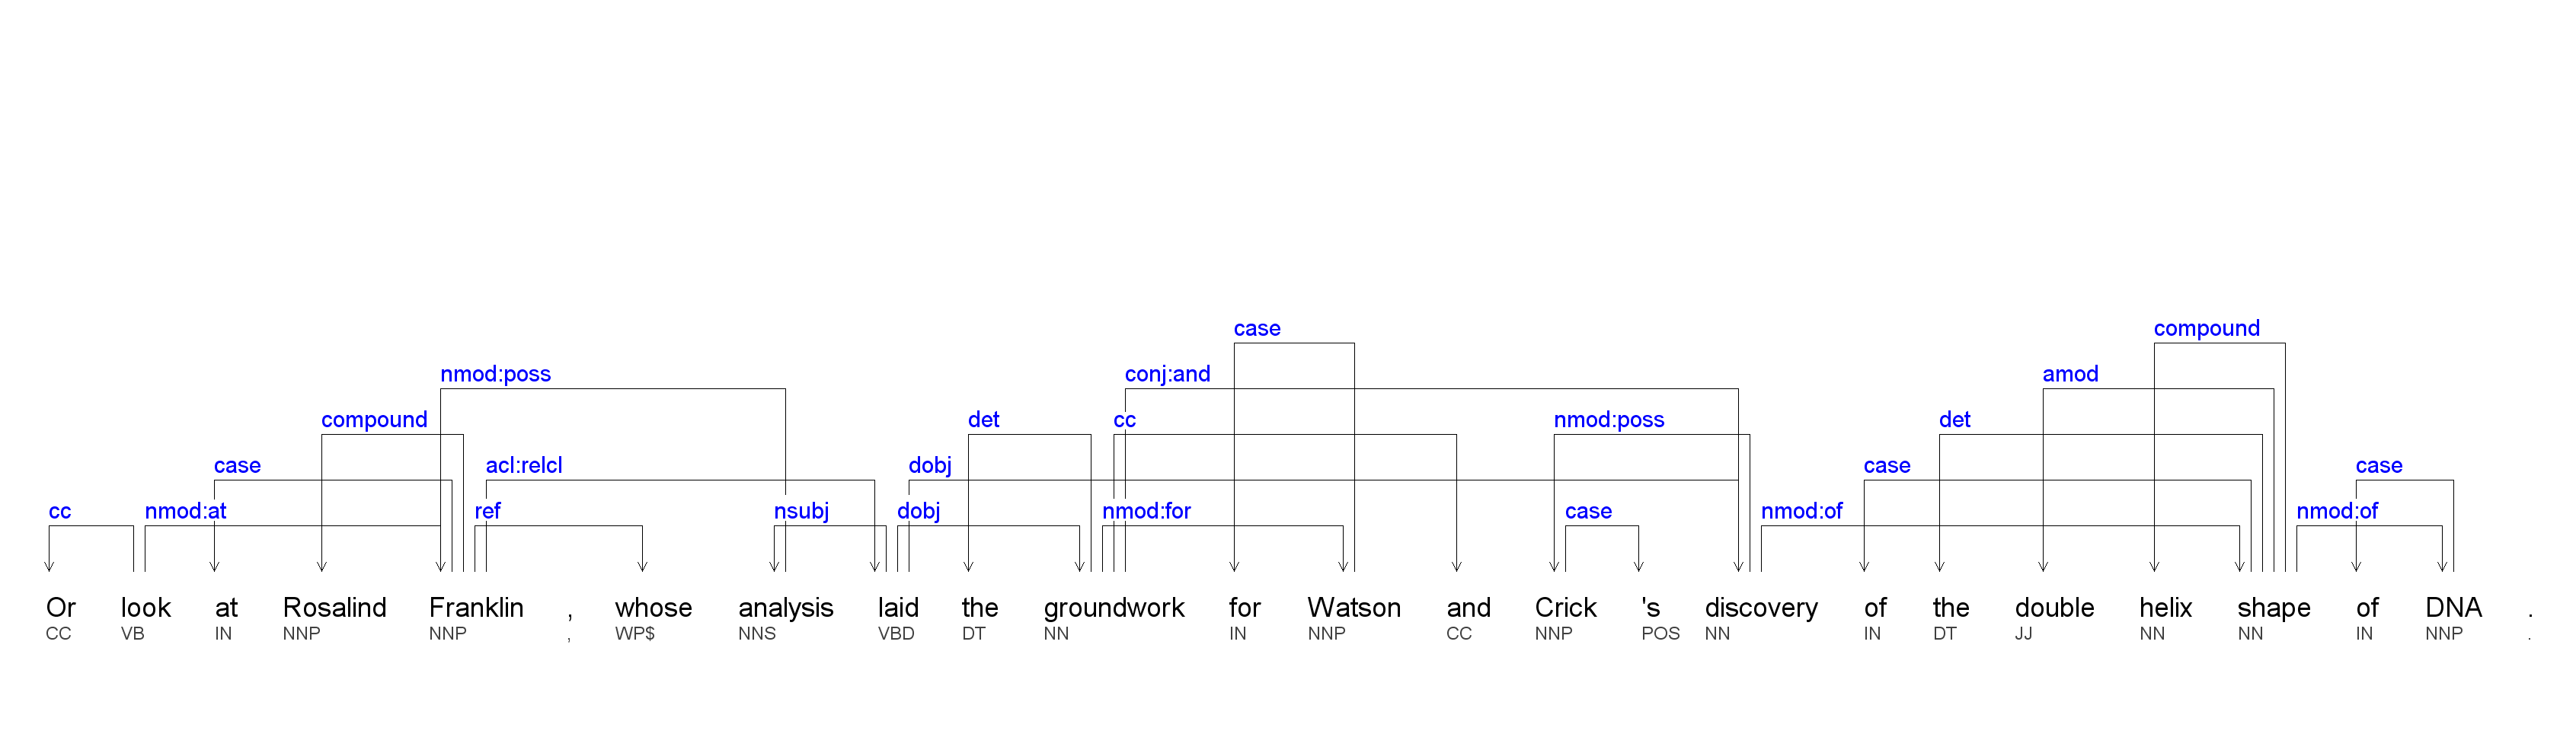 case compound
nmod:poss conj:and amod
compound det cc nmod:poss det
case acl:relcl dobj case case
cc nmod:at ref nsubj dobj nmod:for case nmod:of nmod:of
Or look at Rosalind Franklin , whose analysis laid the groundwork for Watson and Crick 's discovery of the double helix shape of DNA .
CC VB IN NNP NNP , WP$ NNS VBD DT NN IN NNP CC NNP POS NN IN DT JJ NN NN IN NNP .